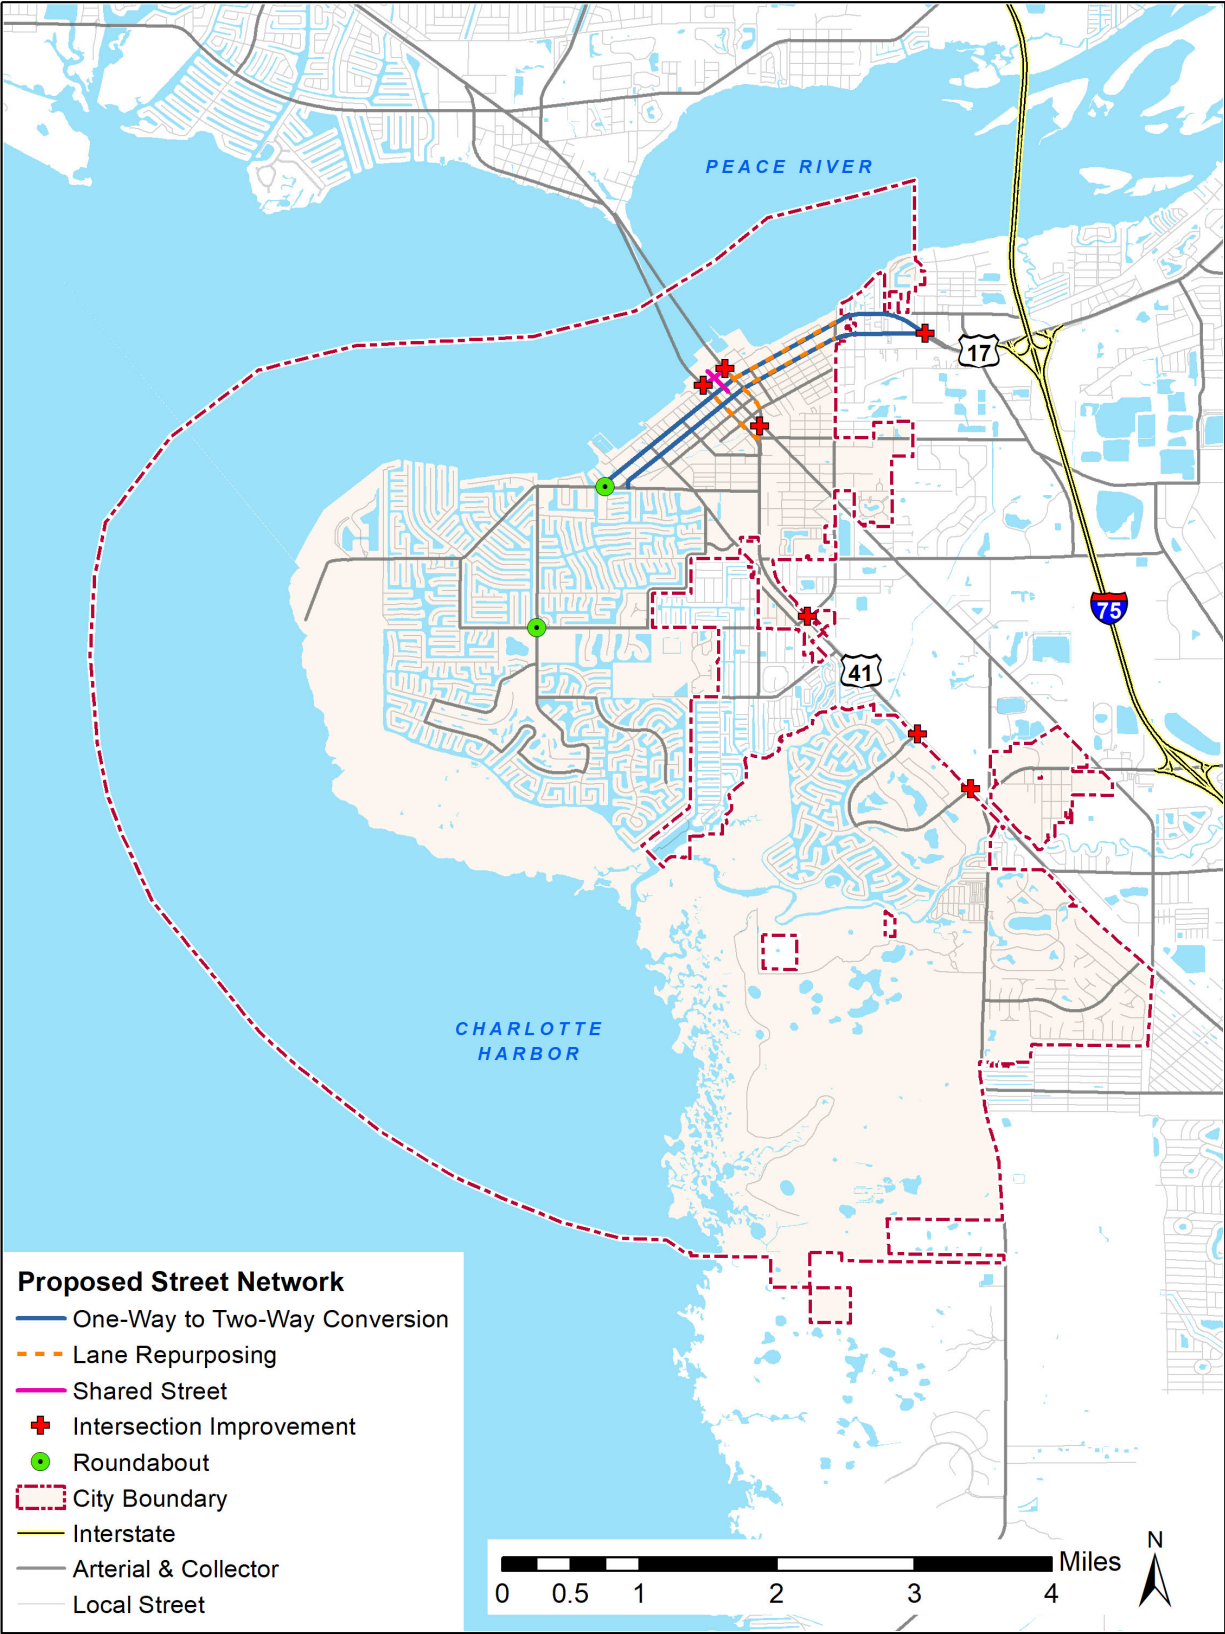 PEACE RIVER
17
75
41
CHARLOTTE
HARBOR
Proposed Street Network
One-Way to Two-Way Conversion
Lane Repurposing
Shared Street
Intersection Improvement
Roundabout
City Boundary
Interstate
Arterial & Collector
Local Street
N
Miles
0 0.5 1 2 3 4